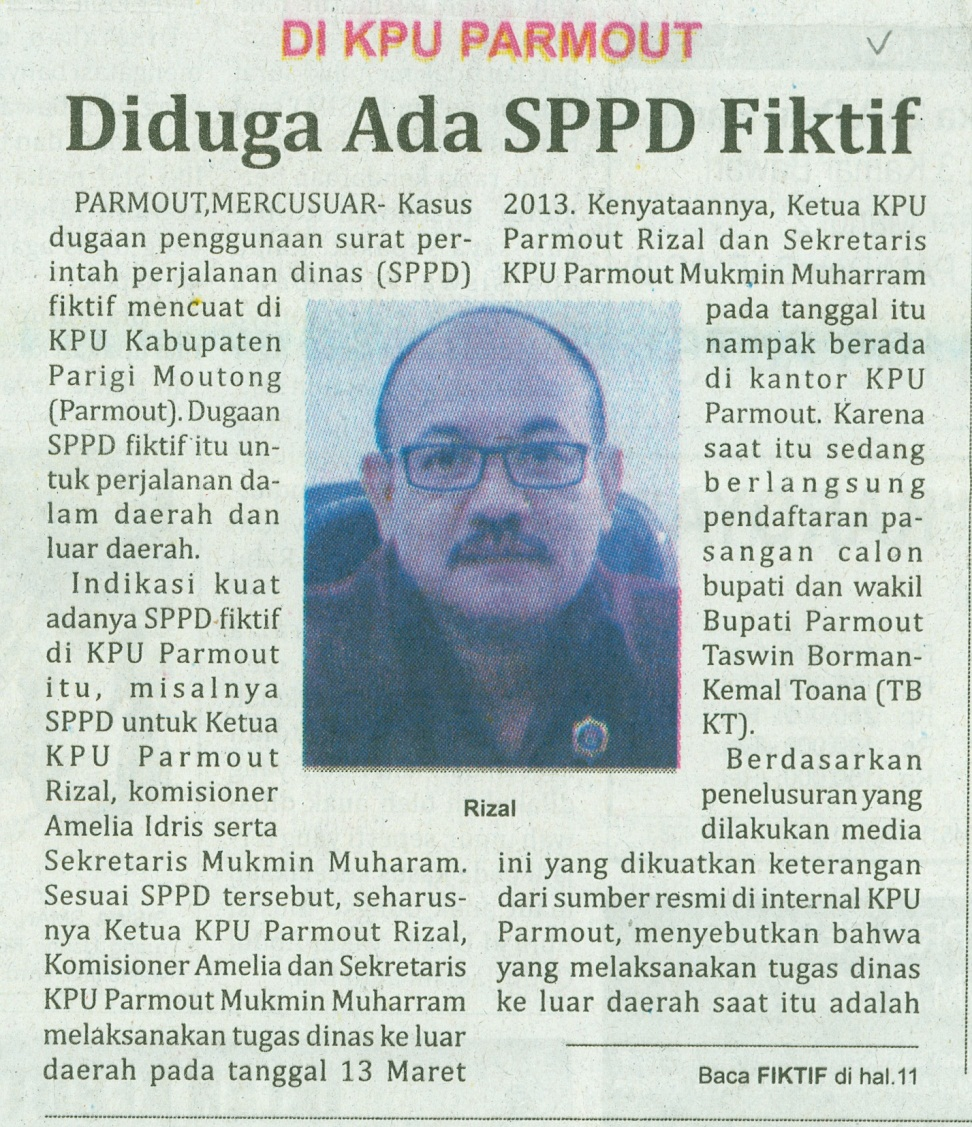 DI KPU PARMOUT
Diduga Ada SPPD Fiktif
PARMOUT,MERCUSUAR- Kasus
dugaan penggunaan surat per-
intah perjalanan dinas (SPPD)
fiktif mencuat di
KPU Kabupaten
Parigi Moutong
(Parmout). Dugaan
SPPD fiktif itu un-
tuk perjalanan da-
lam daerah dan
luar daerah.
Indikasi kuat
adanya SPPD fiktif
di KPU Parmout
itu, misalnya
SPPD untuk Ketua
KPU Parmout
Rizal, komisioner
Amelia Idris serta
Sekretaris Mukmin Muharam.
Sesuai SPPD tersebut, seharus-
nya Ketua KPU Parmout Rizal,
Komisioner Amelia dan Sekretaris
KPU Parmout Mukmin Muharram
melaksanakan tugas dinas ke luar
daerah pada tanggal 13 Maret
2013. Kenyataannya, Ketua KPU
Parmout Rizal dan Sekretaris
KPU Parmout Mukmin Muharram
pada tanggal itu
nampak berada
di kantor KPU
Parmout. Karena
saat itu sedang
berlangsung
pendaftaran pa-
sangan calon
bupati dan wakil
Bupati Parmout
Taswin Borman-
Kemal Toana (TB
KT).
Berdasarkan
penelusuran yang
dilakukan media
ini yang dikuatkan keterangan
dari sumber resmi di internal KPU
Parmout, menyebutkan bahwa
yang melaksanakan tugas dinas
ke luar daerah saat itu adalah
Rizal
Baca FIKTIF di hal.11